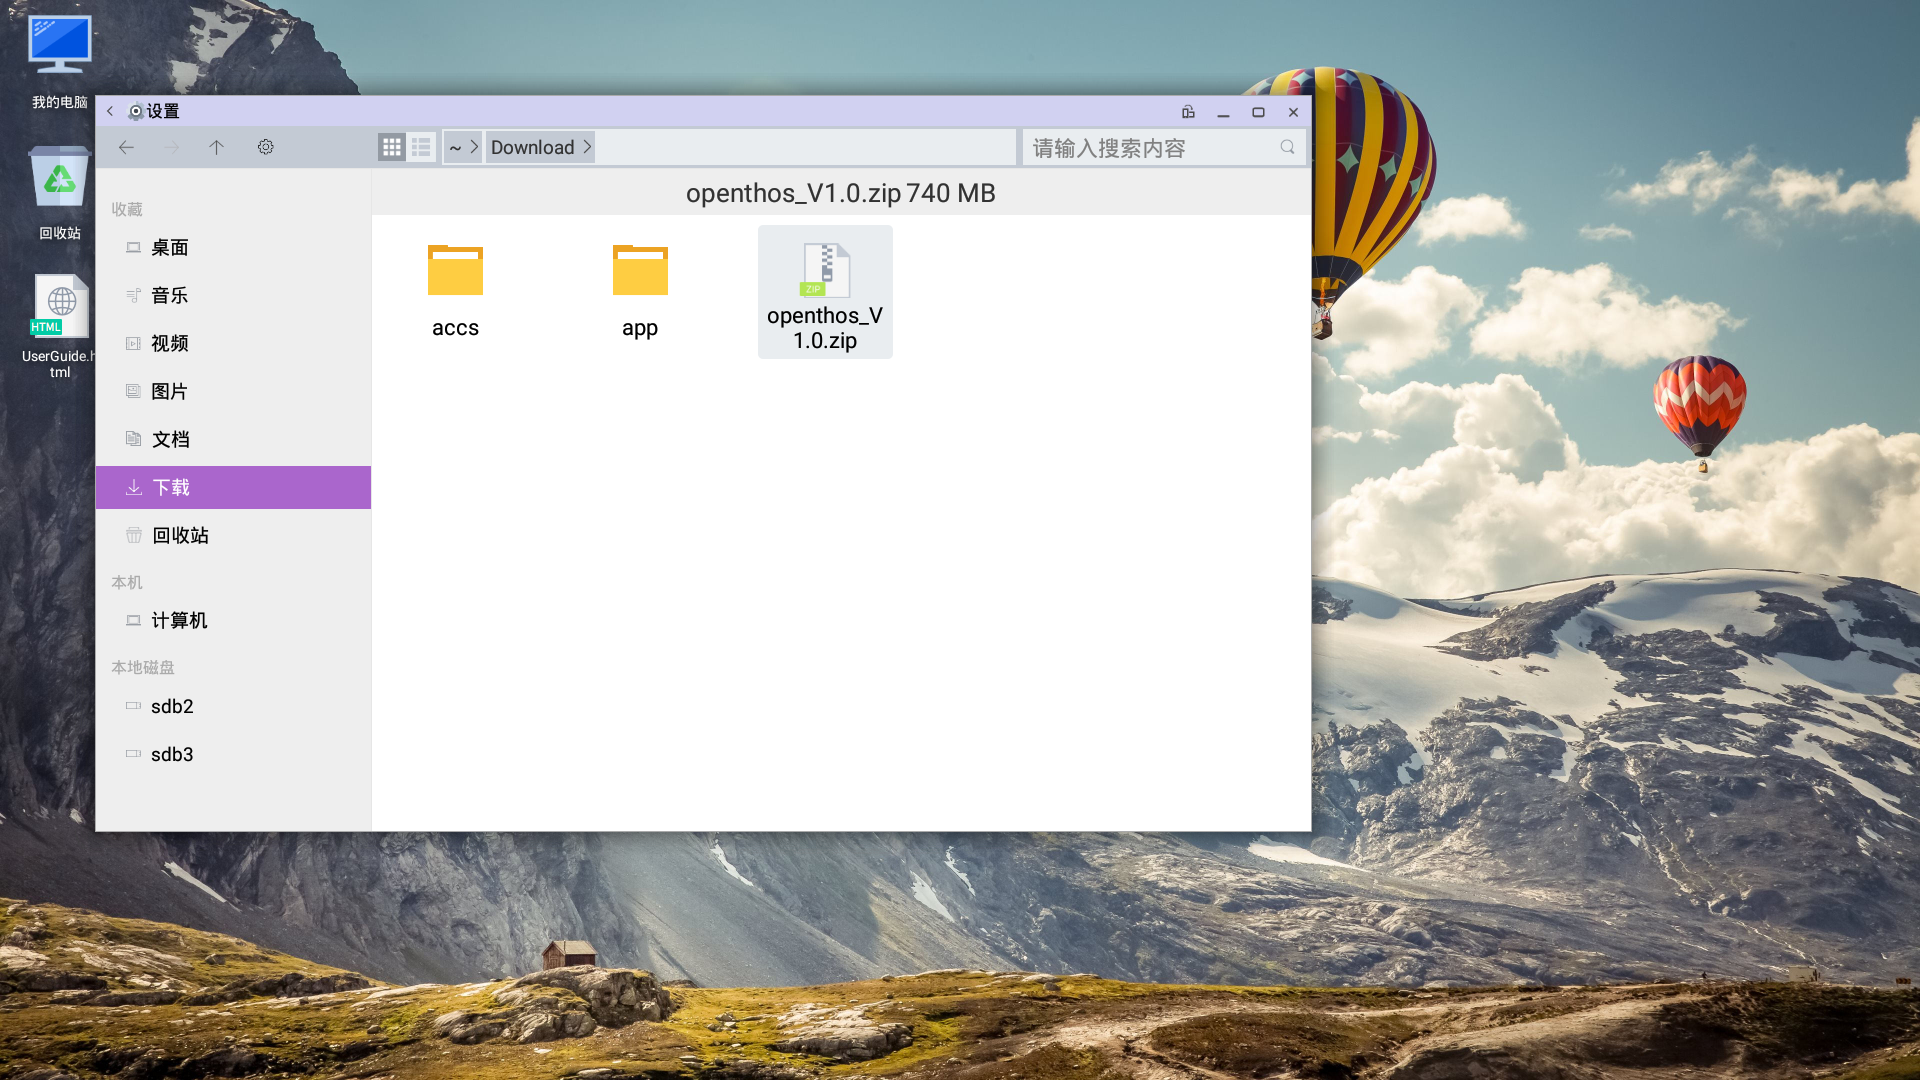 我的电脑
回收站
HTML
UserGuide.h
tml
设置
~
Download
请输入搜索内容
openthos_V1.0.zip 740 MB
收藏
桌面
音乐
视频
图片
文档
下载
回收站
本机
计算机
本地磁盘
sdb2
sdb3
accs
app
ZIP
openthos_V
1.0.zip